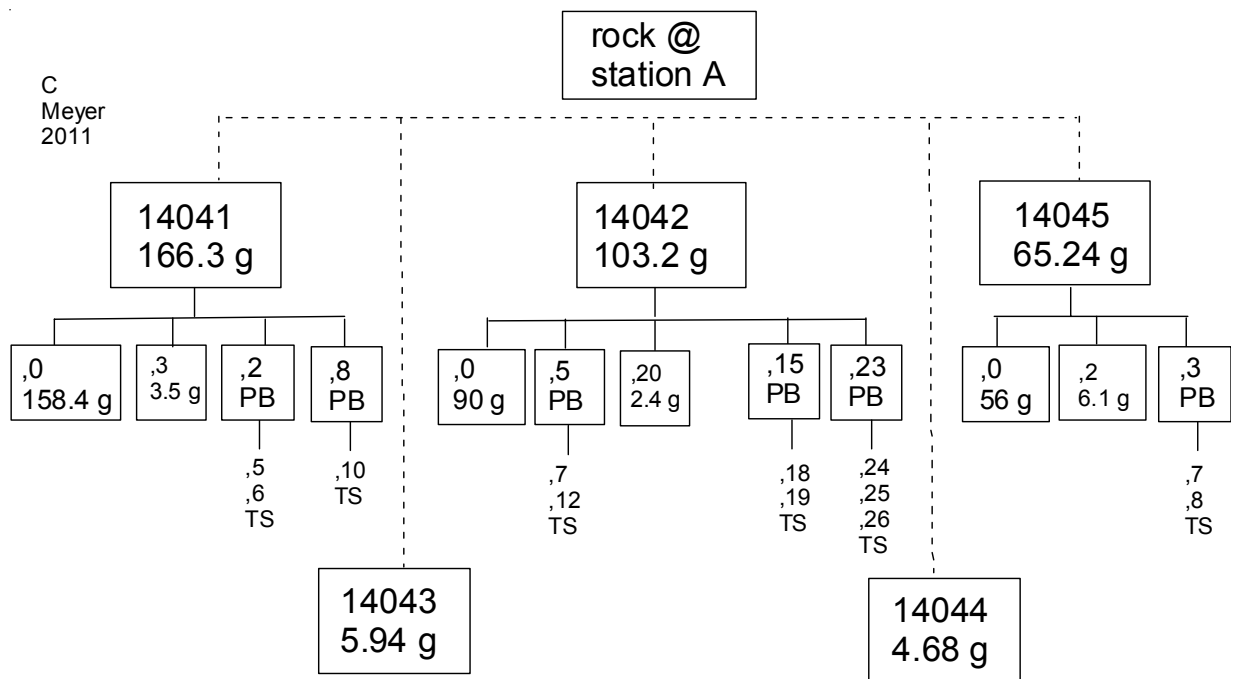 rock @
station A
C
Meyer
2011
14041
166.3 g
14042
103.2 g
14045
65.24 g
,0
158.4 g
,3
3.5 g
,2
PB
,8
PB
,0
90 g
,5
PB
,20
2.4 g
,15
PB
,23
PB
,0
56 g
,2
6.1 g
,3
PB
,5
,6
TS
,10
TS
,7
,12
TS
,18
,19
TS
,24
,25
,26
TS
,7
,8
TS
14043
5.94 g
14044
4.68 g